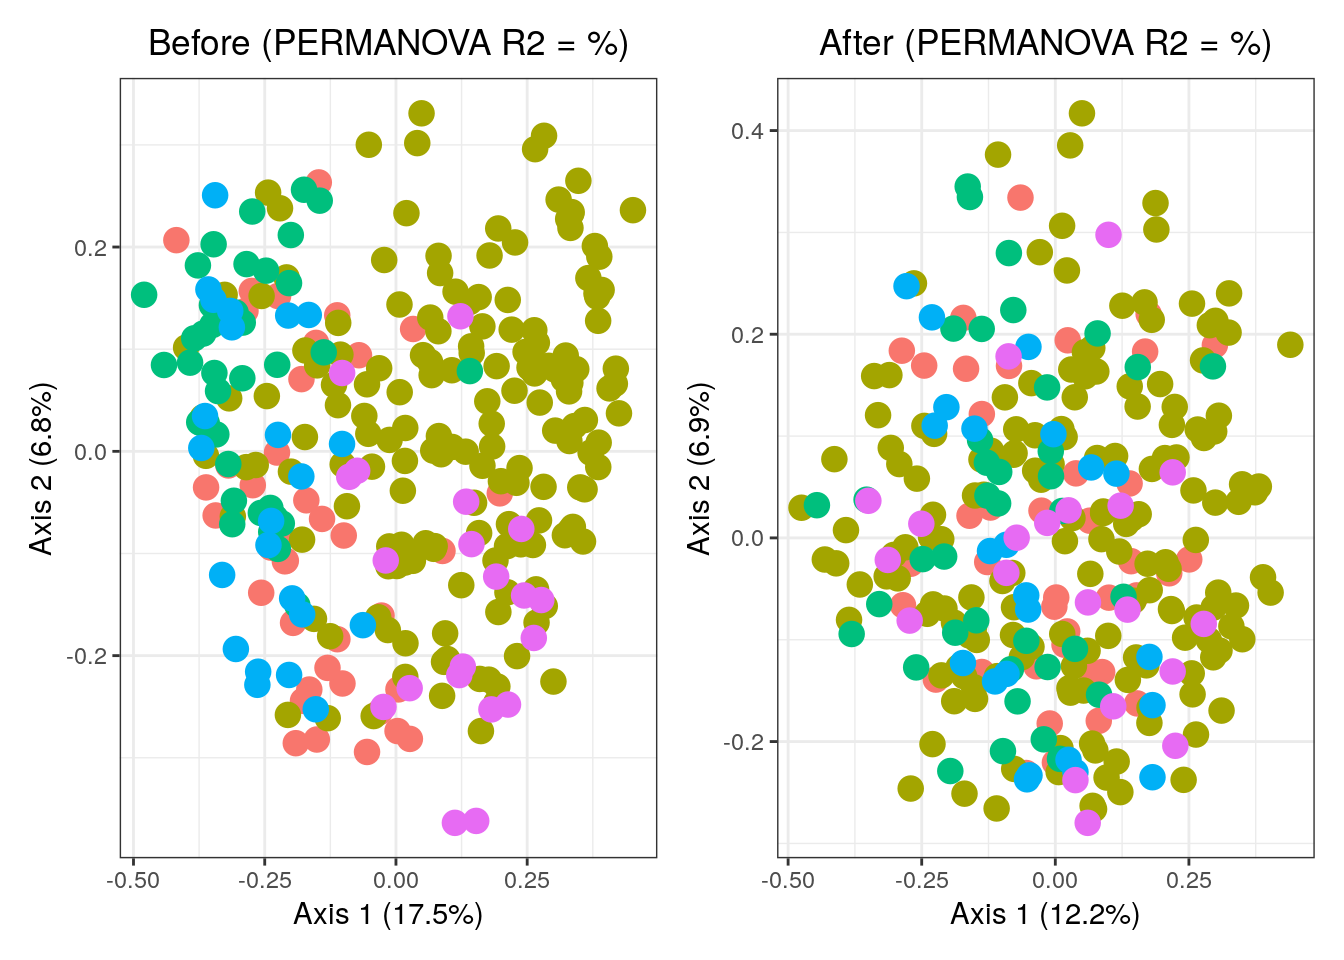 Before (PERMANOVA R2 = %)
After (PERMANOVA R2 = %)
0.2
0.0
-0.2
Axis 2 (6.8%)
-0.50
-0.25
0.00
0.25
Axis 1 (17.5%)
0.4
0.2
0.0
-0.2
Axis 2 (6.9%)
-0.50
-0.25
0.00
0.25
Axis 1 (12.2%)